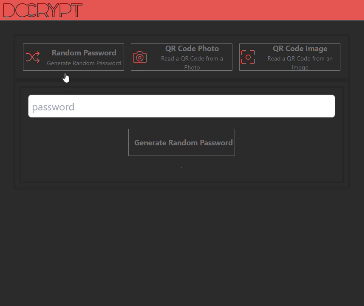 DCCRYPT
Random Password
Generate Random Password
QR Code Photo
Read a QR Code from a
Photo
QR Code Image
Read a QR Code from an
Image
password
Generate Random Password